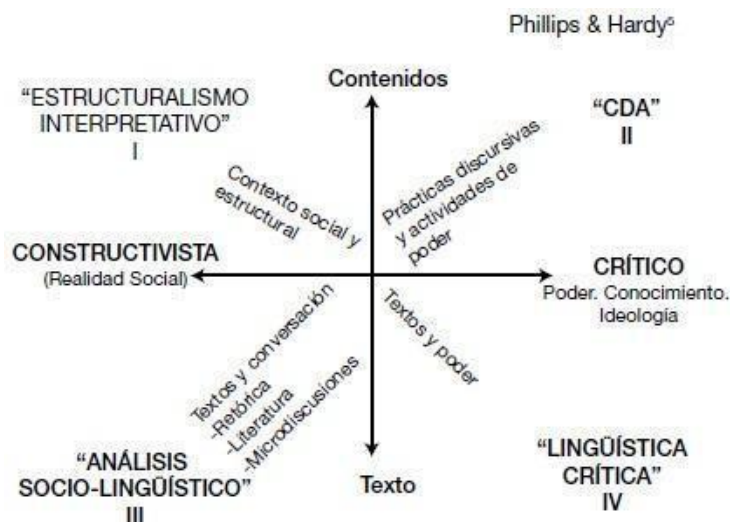 Phillips & Hardy⁶
Contenidos
“ESTRUCTURALISMO
INTERPRETATIVO”
I
“CDA”
II
Contexto social y
estructural
Prácticas discursivas
y actividades de
poder
CONSTRUCTIVISTA
(Realidad Social)
CRÍTICO
Poder. Conocimiento.
Ideología
Textos y conversación
-Retórica
-Literatura
-Microdiscusiones
Textos y poder
“ANÁLISIS
SOCIO-LINGÜÍSTICO”
III
Texto
“LINGÜÍSTICA
CRÍTICA”
IV